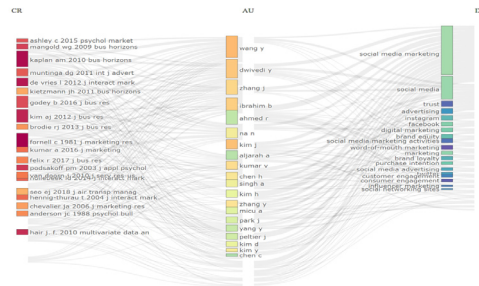 CR
AU
D
ashley c 2015 psychol market
mangold wg 2009 bus horizons
kaplan am 2010 bus horizons
muntinga dg 2011 int j advert
de vries l 2012 j interact mark
kietzmann jh 2011 bus horizons
godey b 2016 j bus res
kim aj 2012 j bus res
brodie rj 2013 j bus res
fornell c 1981 j marketing res
kumar a 2016 j marketing
felix r 2017 j bus res
podsakoff pm 2003 j appl psychol
seo ej 2018 j air transp manag
hennig-thurau t 2004 j interact mark
chevalier ja 2006 j marketing res
anderson jc 1988 psychol bull
hair j. f. 2010 multivariate data an
wang y
dwivedi y
zhang j
ibrahim b
ahmed r
na n
kim j
aljarah a
kumar v
chen h
singh a
kim h
zhang y
micu a
park j
yang y
peltier j
kim d
kim y
chen s
social media marketing
social media
trust
advertising
instagram
facebook
digital marketing
brand equity
social media marketing activities
word-of-mouth marketing
marketing
brand loyalty
purchase intention
social media advertising
customer engagement
consumer engagement
influencer marketing
social networking sites